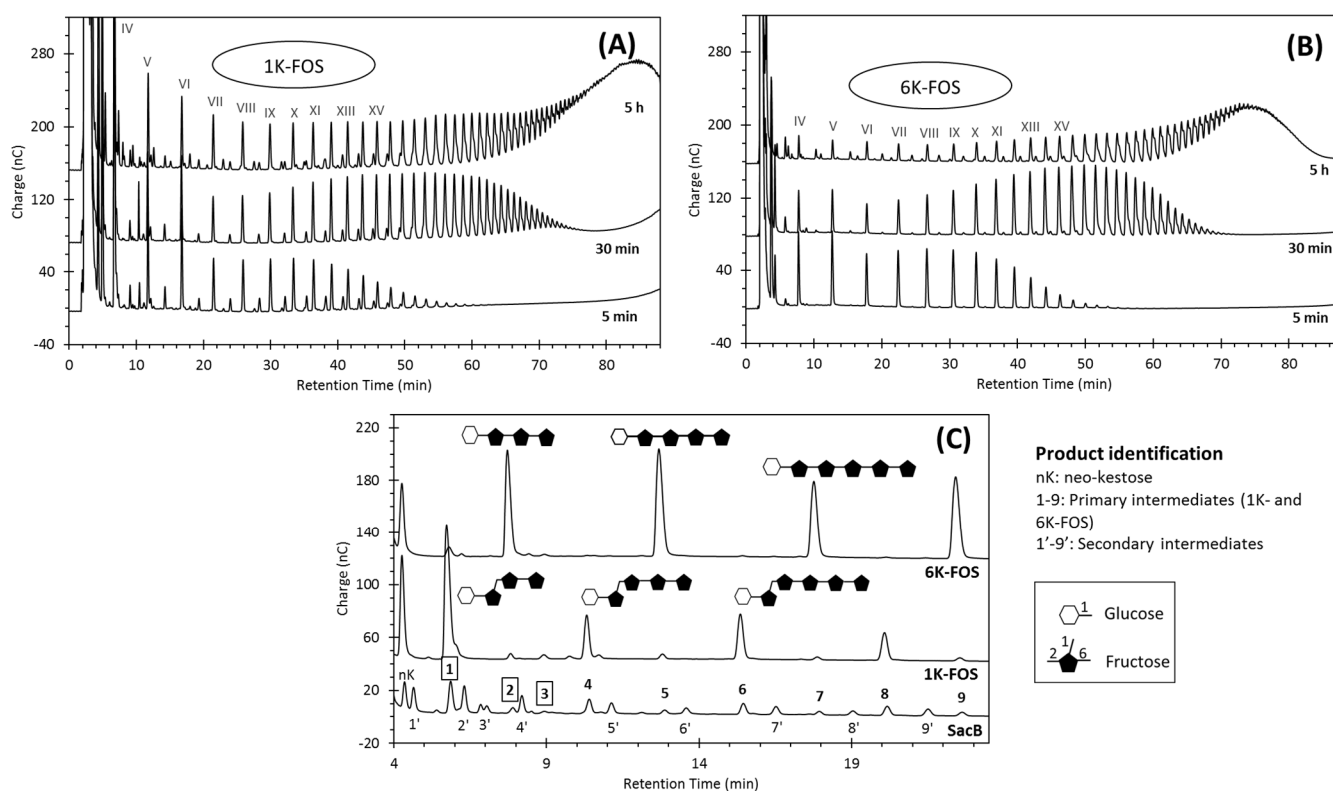 (A)
1K-FOS
IV
V
VI
VII
VIII
IX
X
XI
XIII
XV
5 h
30 min
5 min
280
200
120
40
-40
Charge (nC)
0 10 20 30 40 50 60 70 80
Retention Time (min)
(B)
6K-FOS
IV
V
VI
VII
VIII
IX
X
XI
XIII
XV
5 h
30 min
5 min
280
200
120
40
-40
Charge (nC)
0 10 20 30 40 50 60 70 80
Retention Time (min)
(C)
220
180
140
100
60
20
-20
Charge (nC)
6K-FOS
1K-FOS
nK 1 2 3 4 5 6 7 8 9
1' 2' 3' 4' 5' 6' 7' 8' 9'
SacB
4 9 14 19
Retention Time (min)
Product identification
nK: neo-kestose
1-9: Primary intermediates (1K- and
6K-FOS)
1'-9': Secondary intermediates
1 Glucose
2 1 6 Fructose